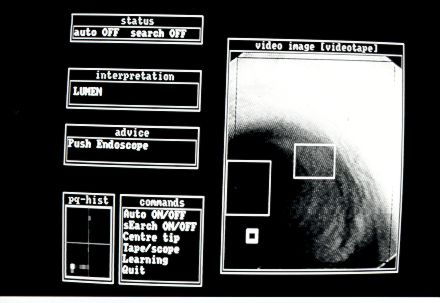 status
auto OFF search OFF
interpretation
LUMEN
advice
Push Endoscope
pq-hist
commands
Auto ON/OFF
sEarch ON/OFF
Centre tip
Tape/scope
Learning
Quit
video image [videotape]